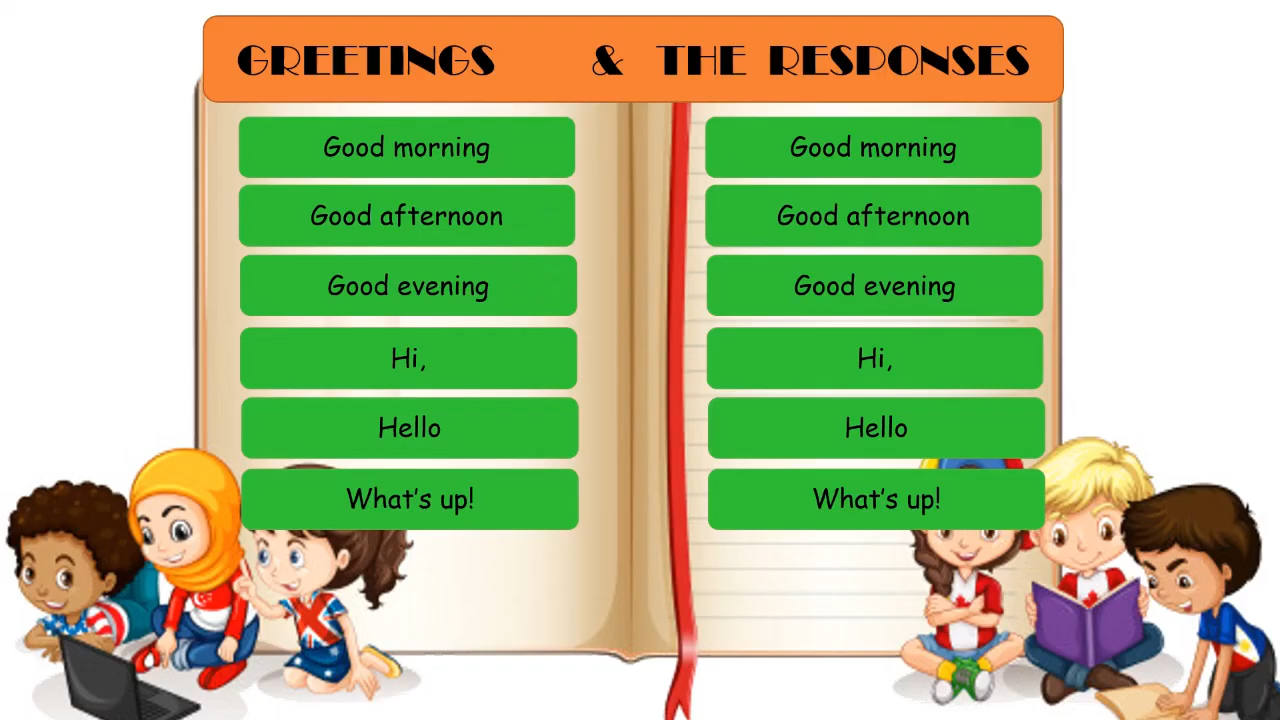 GREETINGS & THE RESPONSES
Good morning Good morning
Good afternoon Good afternoon
Good evening Good evening
Hi, Hi,
Hello Hello
What's up! What's up!